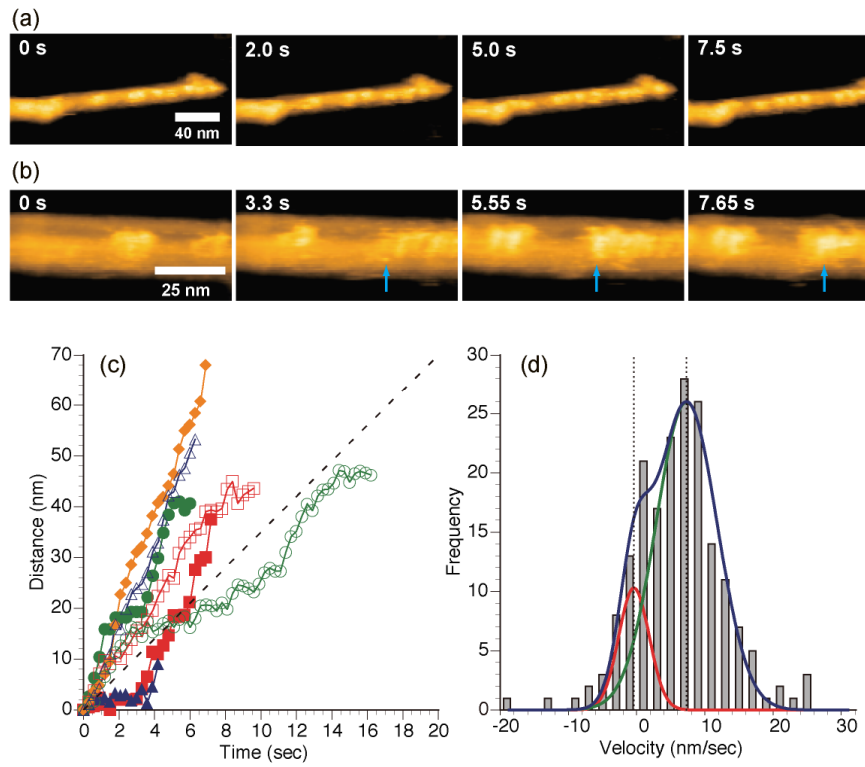 (a)
0 s
2.0 s
5.0 s
7.5 s
40 nm
(b)
0 s
3.3 s
5.55 s
7.65 s
25 nm
(c)
70
60
50
40
30
20
10
0
Distance (nm)
0 2 4 6 8 10 12 14 16 18 20
Time (sec)
(d)
30
25
20
15
10
5
0
Frequency
-20 -10 0 10 20 30
Velocity (nm/sec)